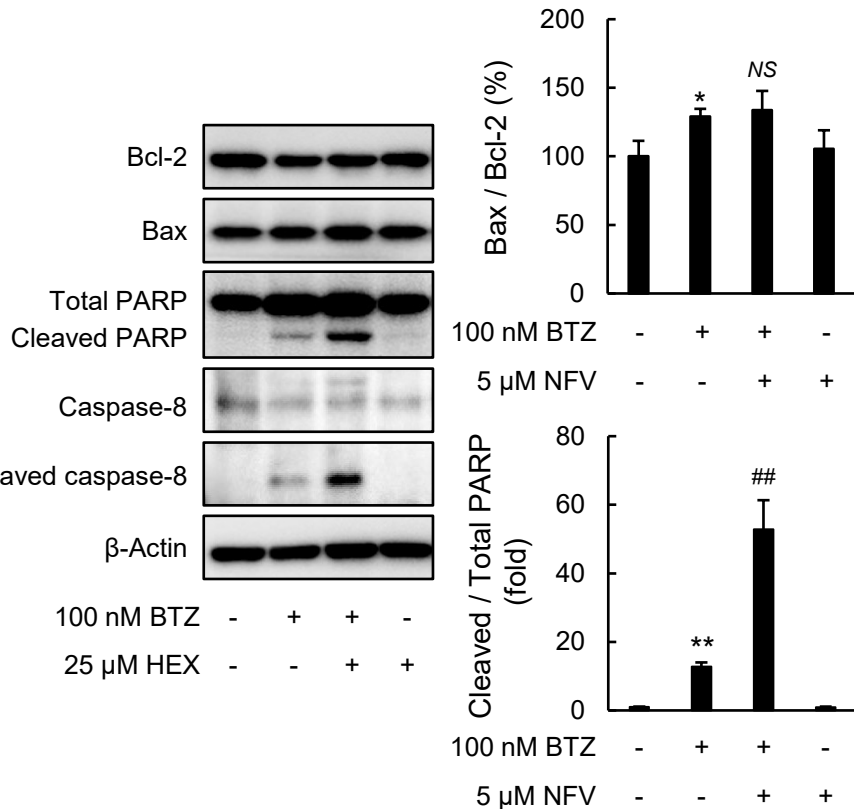 Bcl-2
Bax
Total PARP
Cleaved PARP
Caspase-8
aved caspase-8
β-Actin
100 nM BTZ - + + -
25 μM HEX - - + +
Bax / Bcl-2 (%)
200
150
100
50
0
*
NS
100 nM BTZ - + + -
5 μM NFV - - + +
Cleaved / Total PARP
(fold)
80
60
40
20
0
**
##
100 nM BTZ - + + -
5 μM NFV - - + +